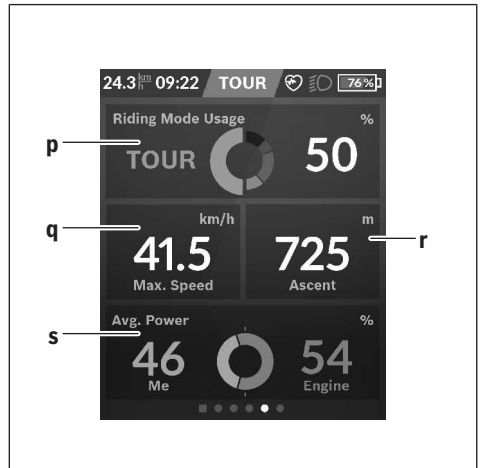 24.3 km/h 09:22 TOUR 76%
Riding Mode Usage %
p
TOUR 50
q
km/h
m
41.5
725
r
Max. Speed
Ascent
Avg. Power %
s
46
54
Me
Engine